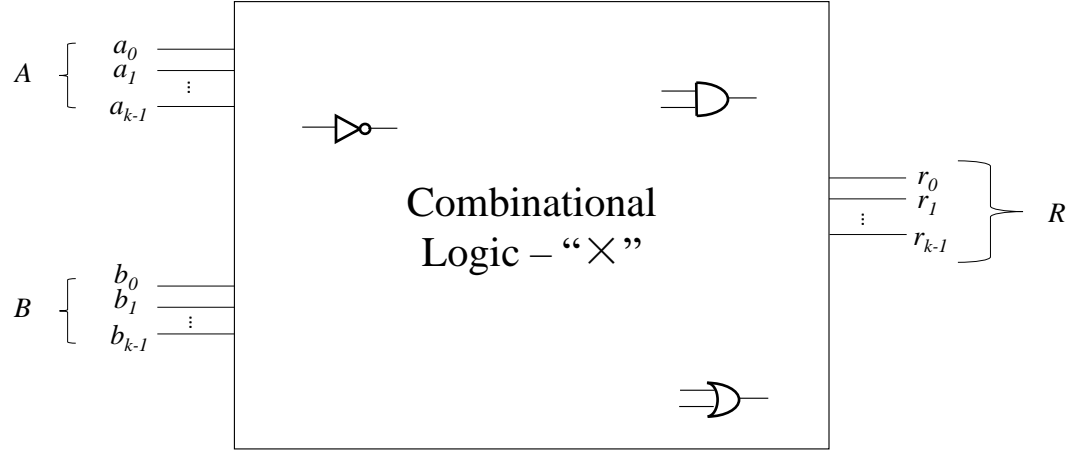 A
a0
a1
⋮
ak-1
B
b0
b1
⋮
bk-1
Combinational
Logic – “×”
r0
r1
⋮
rk-1
R